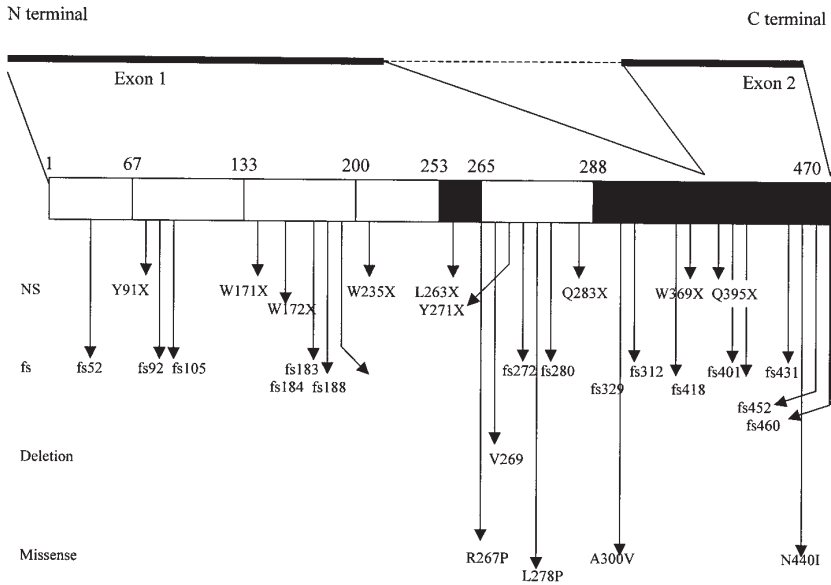 N terminal C terminal
Exon 1 Exon 2
1 67 133 200 253 265 288 470
NS Y91X W171X W172X W235X L263X Y271X Q283X W369X Q395X
fs fs52 fs92 fs105 fs183 fs184 fs188 fs272 fs280 fs329 fs312 fs418 fs401 fs431 fs452 fs460
Deletion V269
Missense R267P L278P A300V N440I